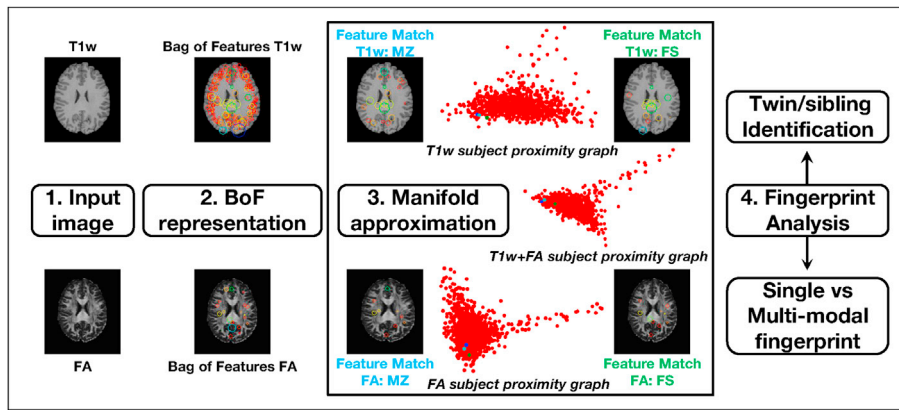 T1w
Bag of Features T1w
Feature Match
T1w: MZ
Feature Match
T1w: FS
T1w subject proximity graph
Twin/sibling
Identification
1. Input
image
2. BoF
representation
3. Manifold
approximation
4. Fingerprint
Analysis
T1w+FA subject proximity graph
Single vs
Multi-modal
fingerprint
FA
Bag of Features FA
Feature Match
FA: MZ
FA subject proximity graph
Feature Match
FA: FS